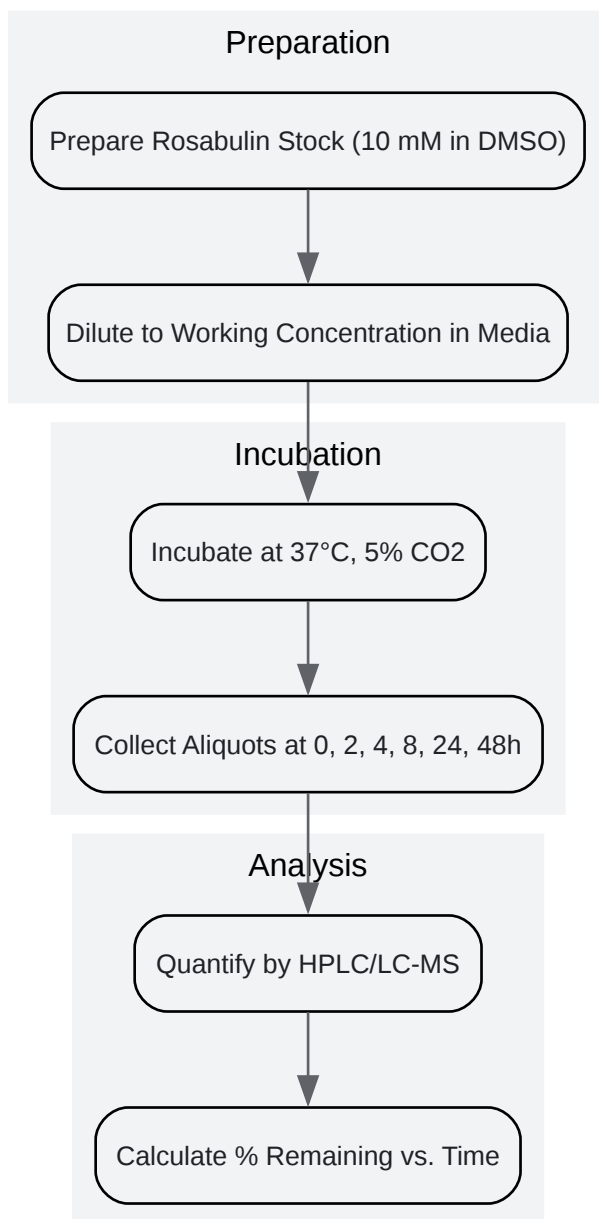 Preparation
Prepare Rosabulin Stock (10 mM in DMSO)
Dilute to Working Concentration in Media
Incubation
Incubate at 37°C, 5% CO2
Collect Aliquots at 0, 2, 4, 8, 24, 48h
Analysis
Quantify by HPLC/LC-MS
Calculate % Remaining vs. Time